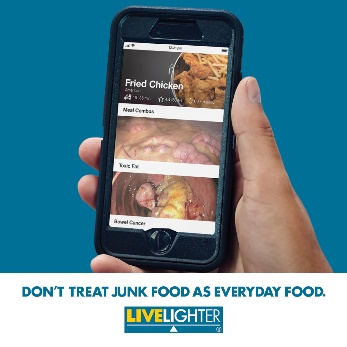 Fried Chicken
Meal Combos
Toxic Fat
Bowel Cancer
DON'T TREAT JUNK FOOD AS EVERYDAY FOOD.
LIVELIGHTER